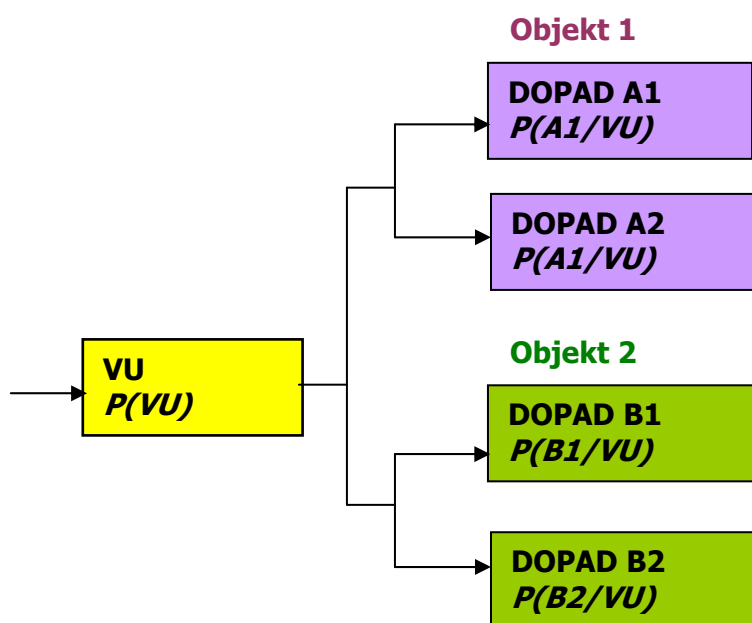 Objekt 1
DOPAD A1
P(A1/VU)
DOPAD A2
P(A1/VU)
VU
P(VU)
Objekt 2
DOPAD B1
P(B1/VU)
DOPAD B2
P(B2/VU)